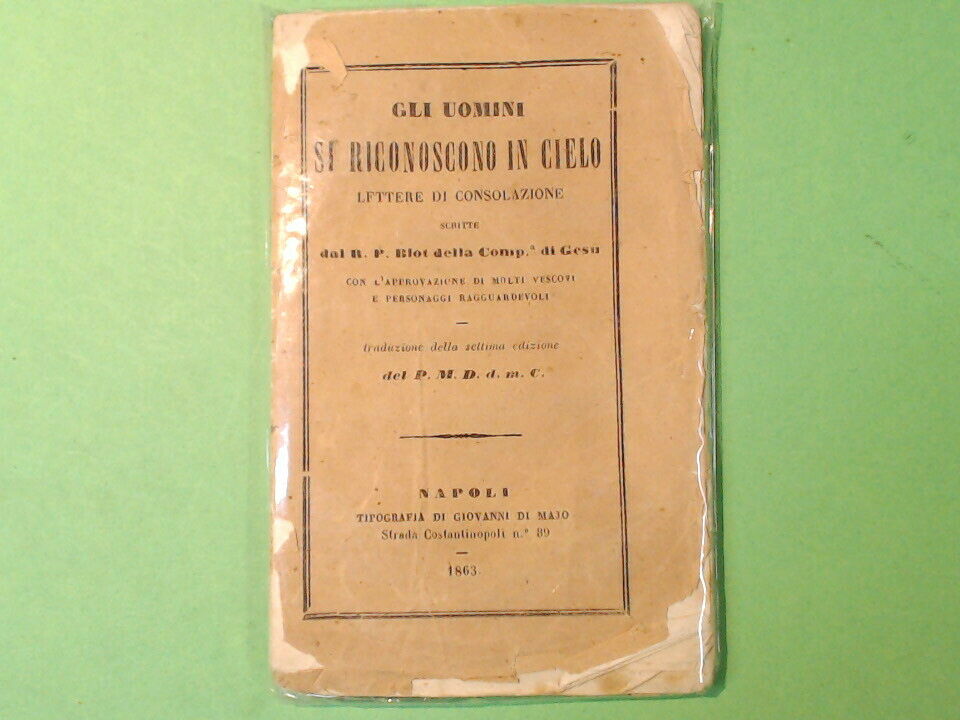 GLI UOMINI
SI RICONOSCONO IN CIELO
LETTERE DI CONSOLAZIONE
SCRITTE
dal R. P. Blot della Comp.ª di Gesu
CON L'APPROVAZIONE DI MOLTI VESCOVI
E PERSONAGGI RAGGUARDEVOLI
—
traduzione della settima edizione
del P. M. D. d. m. C.
NAPOLI
TIPOGRAFIA DI GIOVANNI DI MAJO
Strada Costantinopoli n.º 89
—
1863